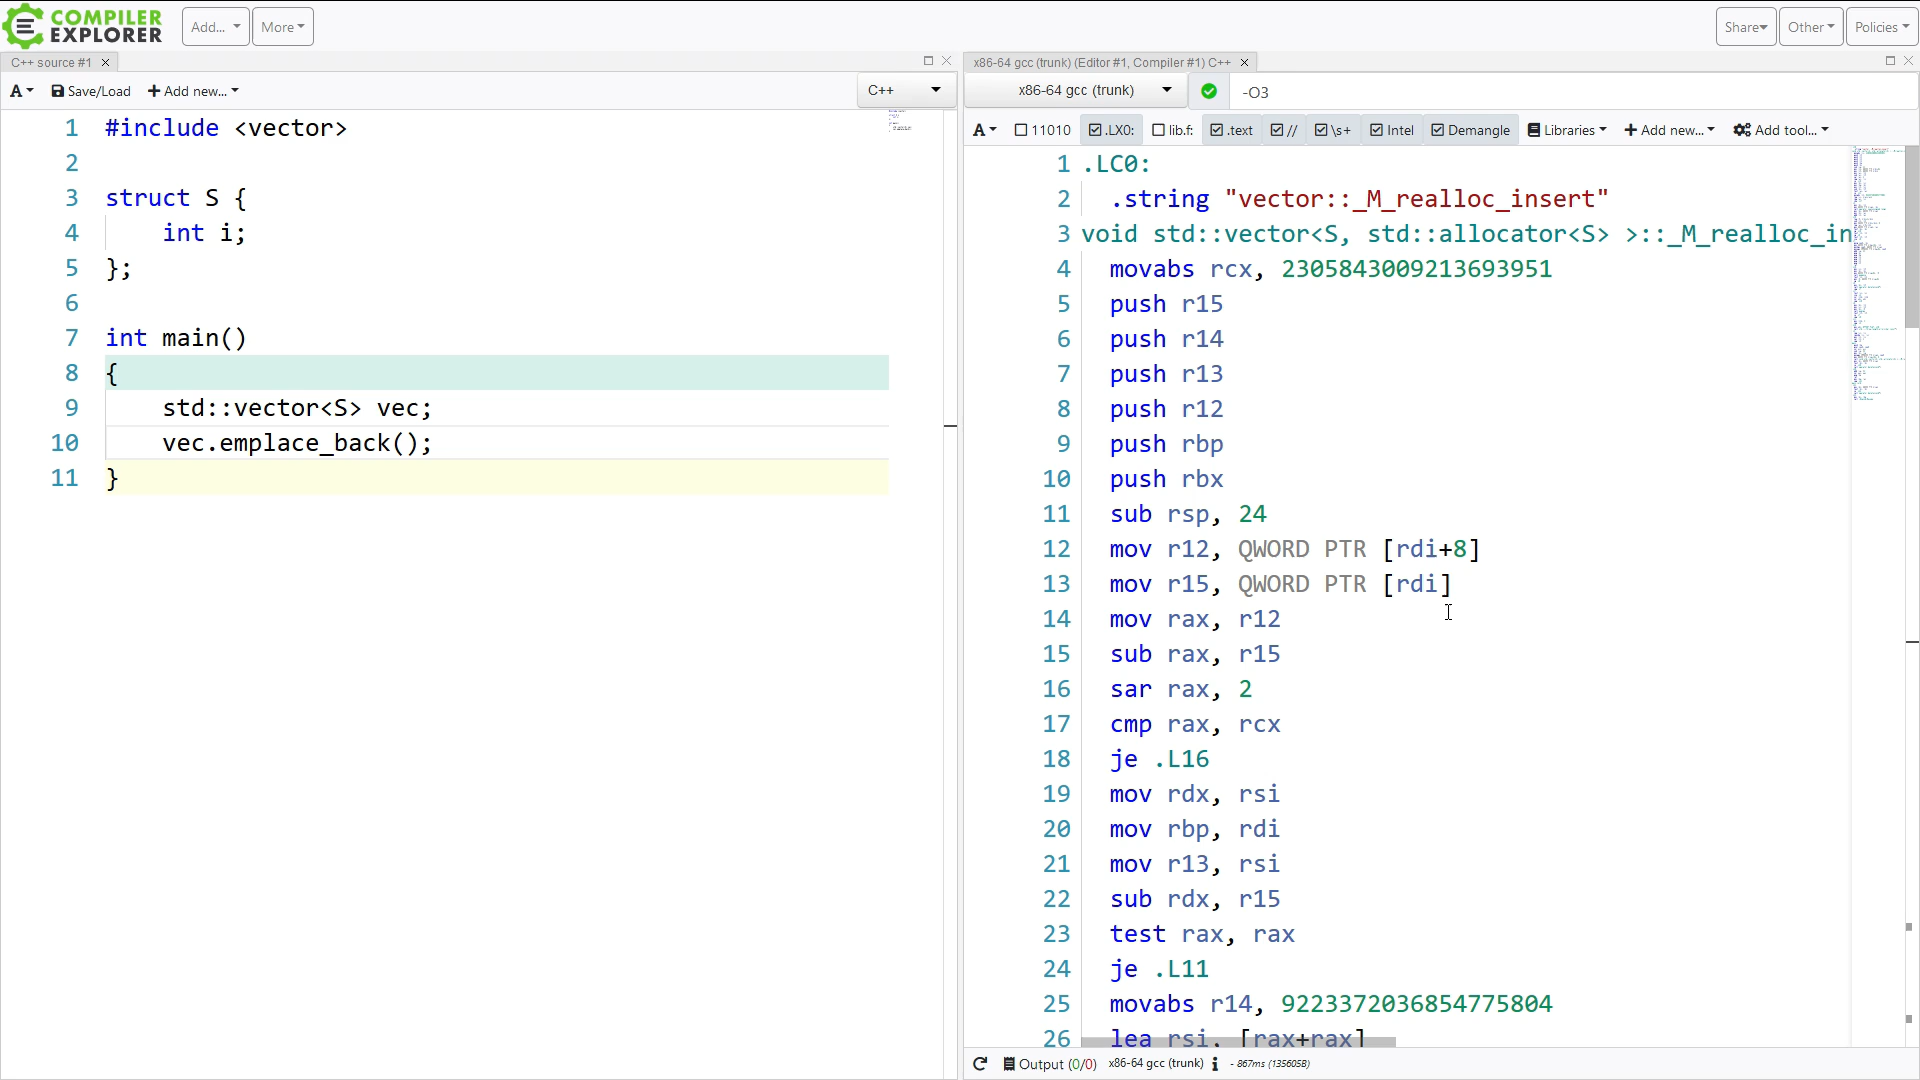 COMPILER
EXPLORER
Add...
More
Share
Other
Policies
C++ source #1
A
Save/Load
Add new...
C++
1 #include <vector>
2
3 struct S {
4     int i;
5 };
6
7 int main()
8 {
9     std::vector<S> vec;
10     vec.emplace_back();
11 }
x86-64 gcc (trunk) (Editor #1, Compiler #1) C++
x86-64 gcc (trunk)
-O3
A
11010
.LX0:
lib.f:
.text
//
\s+
Intel
Demangle
Libraries
Add new...
Add tool...
1 .LC0:
2   .string "vector::_M_realloc_insert"
3 void std::vector<S, std::allocator<S> >::_M_realloc_in
4   movabs rcx, 2305843009213693951
5   push r15
6   push r14
7   push r13
8   push r12
9   push rbp
10   push rbx
11   sub rsp, 24
12   mov r12, QWORD PTR [rdi+8]
13   mov r15, QWORD PTR [rdi]
14   mov rax, r12
15   sub rax, r15
16   sar rax, 2
17   cmp rax, rcx
18   je .L16
19   mov rdx, rsi
20   mov rbp, rdi
21   mov r13, rsi
22   sub rdx, r15
23   test rax, rax
24   je .L11
25   movabs r14, 9223372036854775804
26   lea rsi, [rax+rax]
Output (0/0) x86-64 gcc (trunk) i - 867ms (135605B)